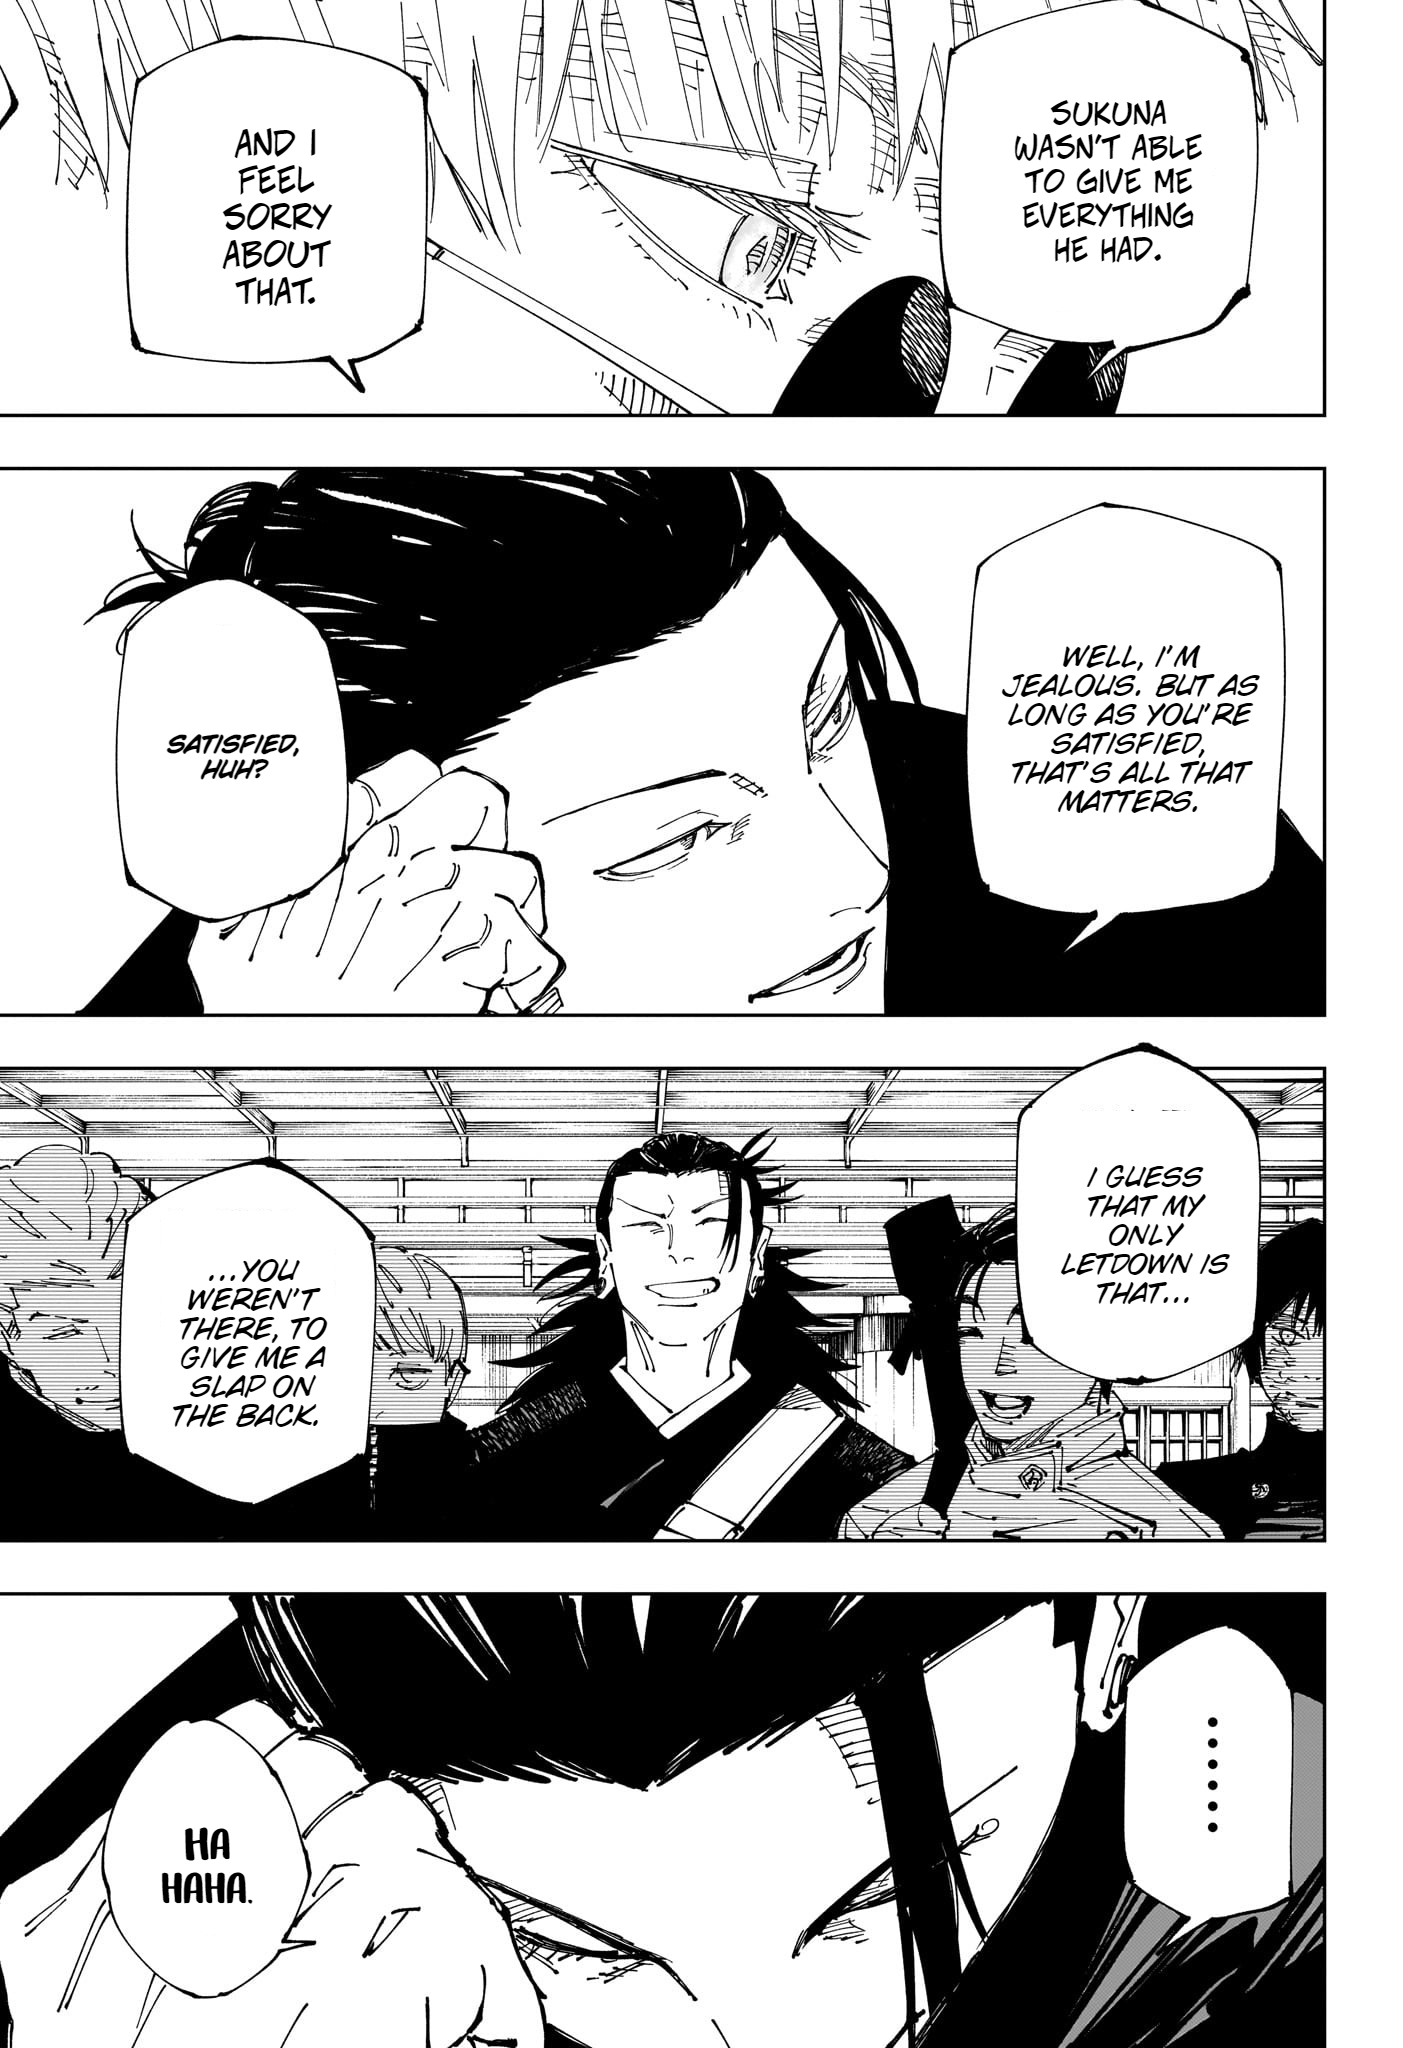 SUKUNA
WASN'T ABLE
TO GIVE ME
EVERYTHING
HE HAD.
AND I
FEEL
SORRY
ABOUT
THAT.
WELL, I'M
JEALOUS. BUT AS
LONG AS YOU'RE
SATISFIED,
THAT'S ALL THAT
MATTERS.
SATISFIED,
HUH?
I GUESS
THAT MY
ONLY
LETDOWN IS
THAT...
...YOU
WEREN'T
THERE, TO
GIVE ME A
SLAP ON
THE BACK.
......
HA
HAHA.